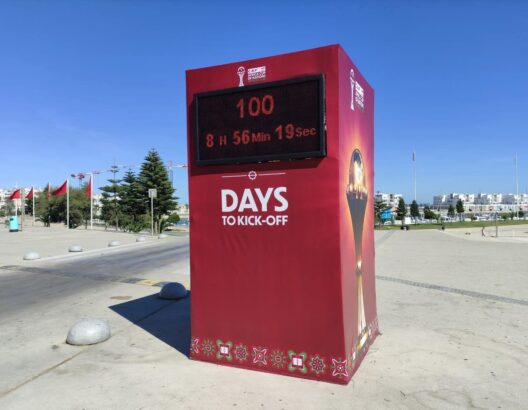 100
8 H 56 Min 19 Sec
DAYS
TO KICK-OFF